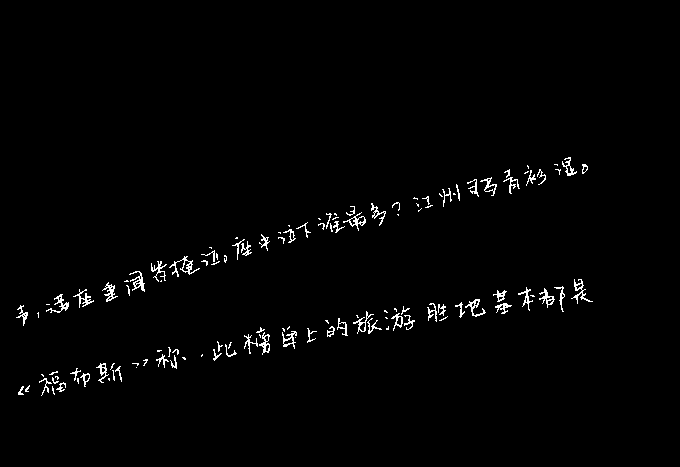 声，满座重闻皆掩泣。座中泣下谁最多？江州司马青衫湿。
《福布斯》称，此榜单上的旅游胜地基本都是